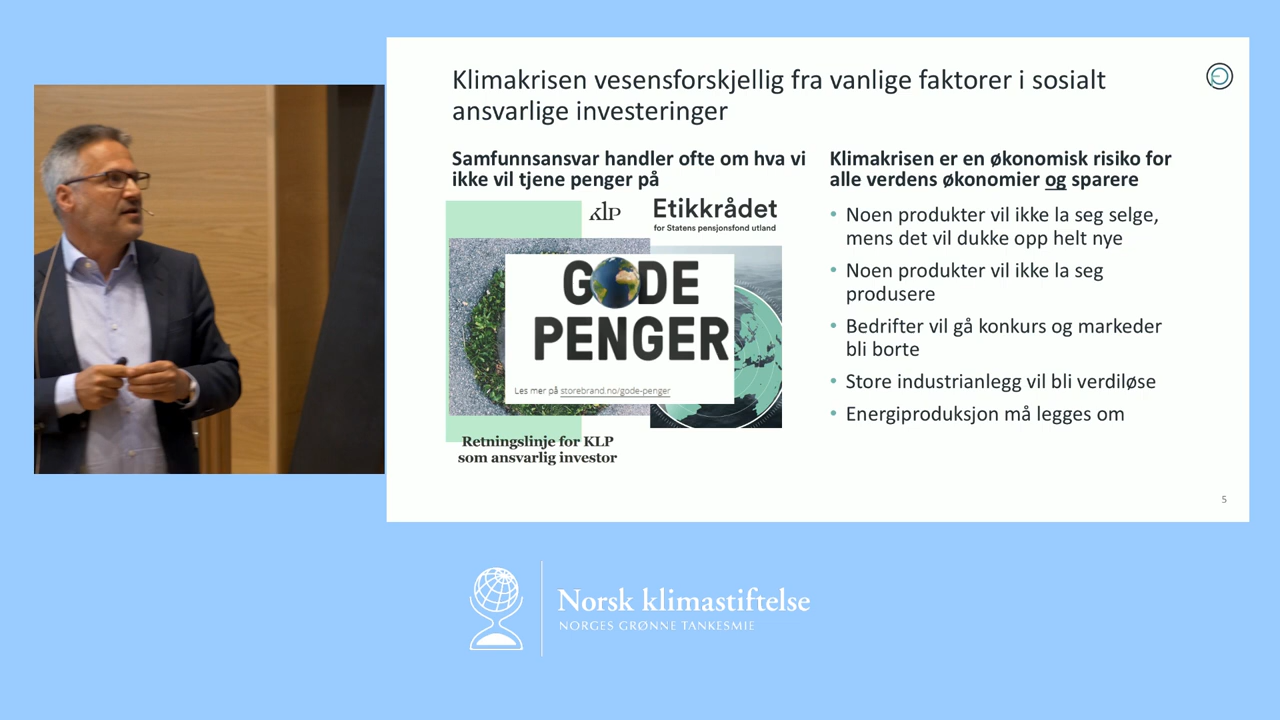 Klimakrisen vesensforskjellig fra vanlige faktorer i sosialt
ansvarlige investeringer
Samfunnsansvar handler ofte om hva vi
ikke vil tjene penger på
KLP
Etikkrådet
for Statens pensjonsfond utland
GODE
PENGER
Les mer på storebrand.no/gode-penger
Retningslinje for KLP
som ansvarlig investor
Klimakrisen er en økonomisk risiko for
alle verdens økonomier og sparere
• Noen produkter vil ikke la seg selge,
mens det vil dukke opp helt nye
• Noen produkter vil ikke la seg
produsere
• Bedrifter vil gå konkurs og markeder
bli borte
• Store industrianlegg vil bli verdiløse
• Energiproduksjon må legges om
5
Norsk klimastiftelse
NORGES GRØNNE TANKESMIE